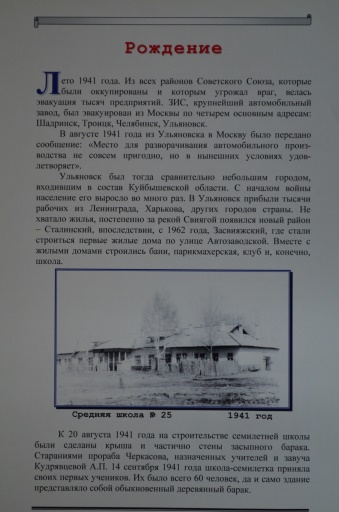 Рождение
Лето 1941 года. Из всех районов Советского Союза, которые
были оккупированы и которым угрожал враг, велась
эвакуация тысяч предприятий. ЗИС, крупнейший автомобильный
завод, был эвакуирован из Москвы по четырем основным адресам:
Шадринск, Троицк, Челябинск, Ульяновск.
В августе 1941 года из Ульяновска в Москву было передано
сообщение: «Место для разворачивания автомобильного произ-
водства не совсем пригодно, но в нынешних условиях удов-
летворяет».
Ульяновск был тогда сравнительно небольшим городом,
входившим в состав Куйбышевской области. С началом войны
население его выросло во много раз. В Ульяновск прибыли тысячи
рабочих из Ленинграда, Харькова, других городов страны. Не
хватало жилья, постепенно за рекой Свиягой появился новый район
– Сталинский, впоследствии, с 1962 года, Засвияжский, где стали
строиться первые жилые дома по улице Автозаводской. Вместе с
жилыми домами строились бани, парикмахерская, клуб и, конечно,
школа.
Средняя школа № 25 1941 год
К 20 августа 1941 года на строительстве семилетней школы
были сделаны крыша и частично стены засыпного барака.
Стараниями прораба Черкасова, назначенных учителей и завуча
Кудрявцевой А.П. 14 сентября 1941 года школа-семилетка приняла
своих первых учеников. Их было всего 60 человек, да и само здание
представляло собой обыкновенный деревянный барак.